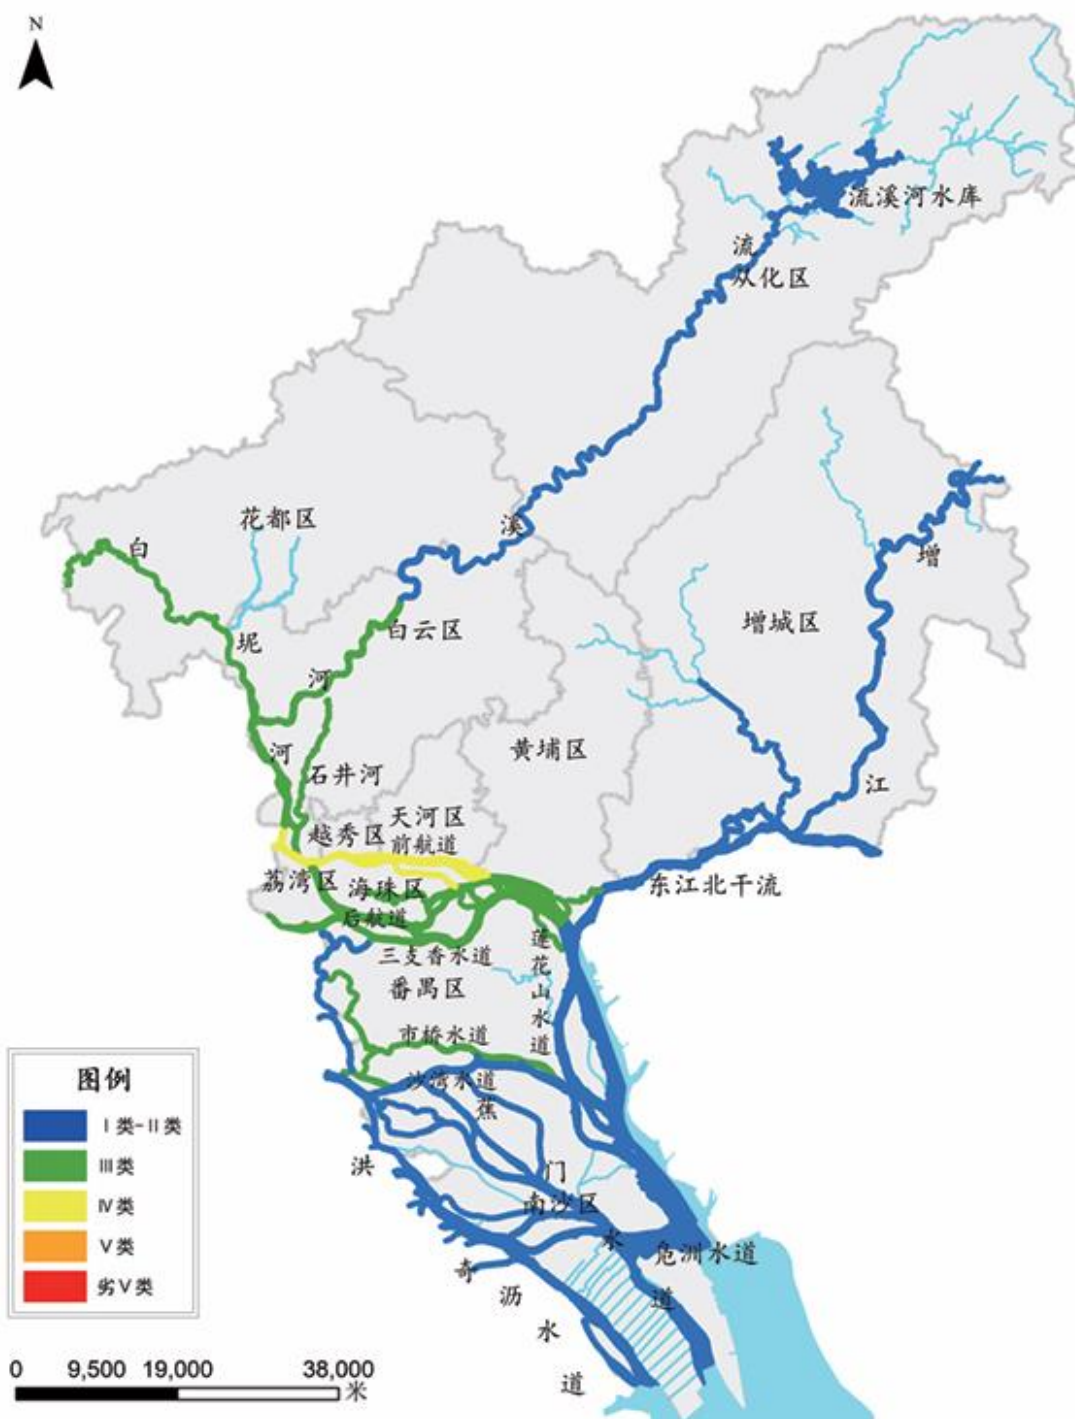 N
流溪河水库
流
从化区
花都区
溪
白
增
坭
白云区
增城区
河
黄埔区
河
石井河
江
天河区
越秀区
前航道
荔湾区
海珠区
东江北干流
后航道
莲花山水道
三支香水道
番禺区
市桥水道
沙湾水道
蕉
洪
门
南沙区
水
凫洲水道
奇
道
沥
水
道
图例
Ⅰ类-Ⅱ类
Ⅲ类
Ⅳ类
Ⅴ类
劣Ⅴ类
0 9,500 19,000 38,000
米